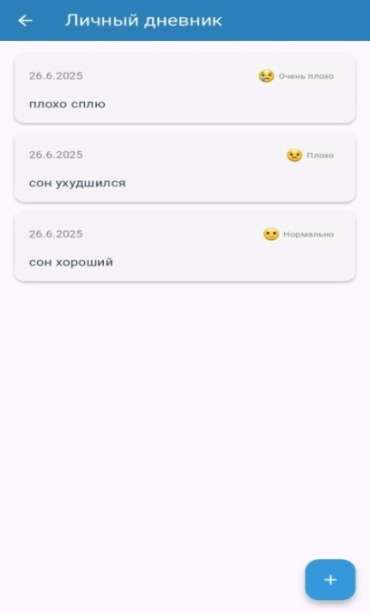 Личный дневник
26.6.2025 😢 Очень плохо
плохо сплю
26.6.2025 😟 Плохо
сон ухудшился
26.6.2025 🙂 Нормально
сон хороший
+